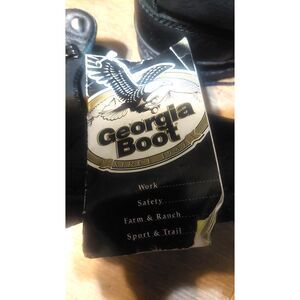 Georgia
Boot
Work
Safety
Farm & Ranch
Sport & Trail